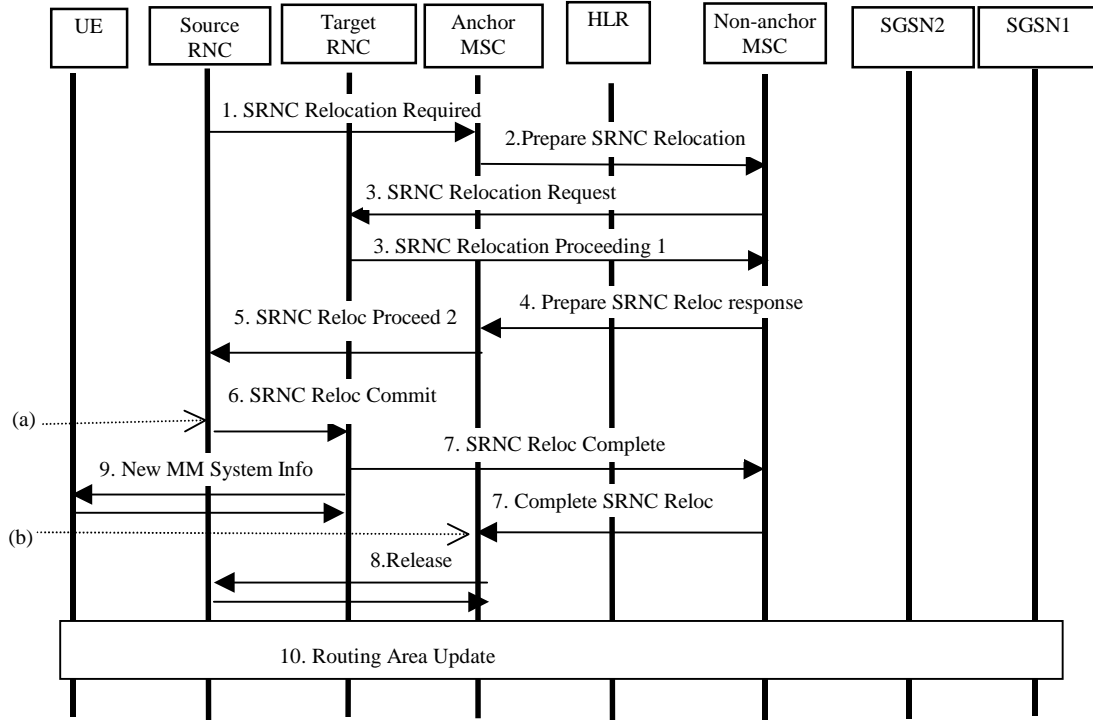 UE
Source
RNC
Target
RNC
Anchor
MSC
HLR
Non-anchor
MSC
SGSN2
SGSN1
1. SRNC Relocation Required
2.Prepare SRNC Relocation
3. SRNC Relocation Request
3. SRNC Relocation Proceeding 1
4. Prepare SRNC Reloc response
5. SRNC Reloc Proceed 2
6. SRNC Reloc Commit
(a)
7. SRNC Reloc Complete
9. New MM System Info
7. Complete SRNC Reloc
(b)
8.Release
10. Routing Area Update